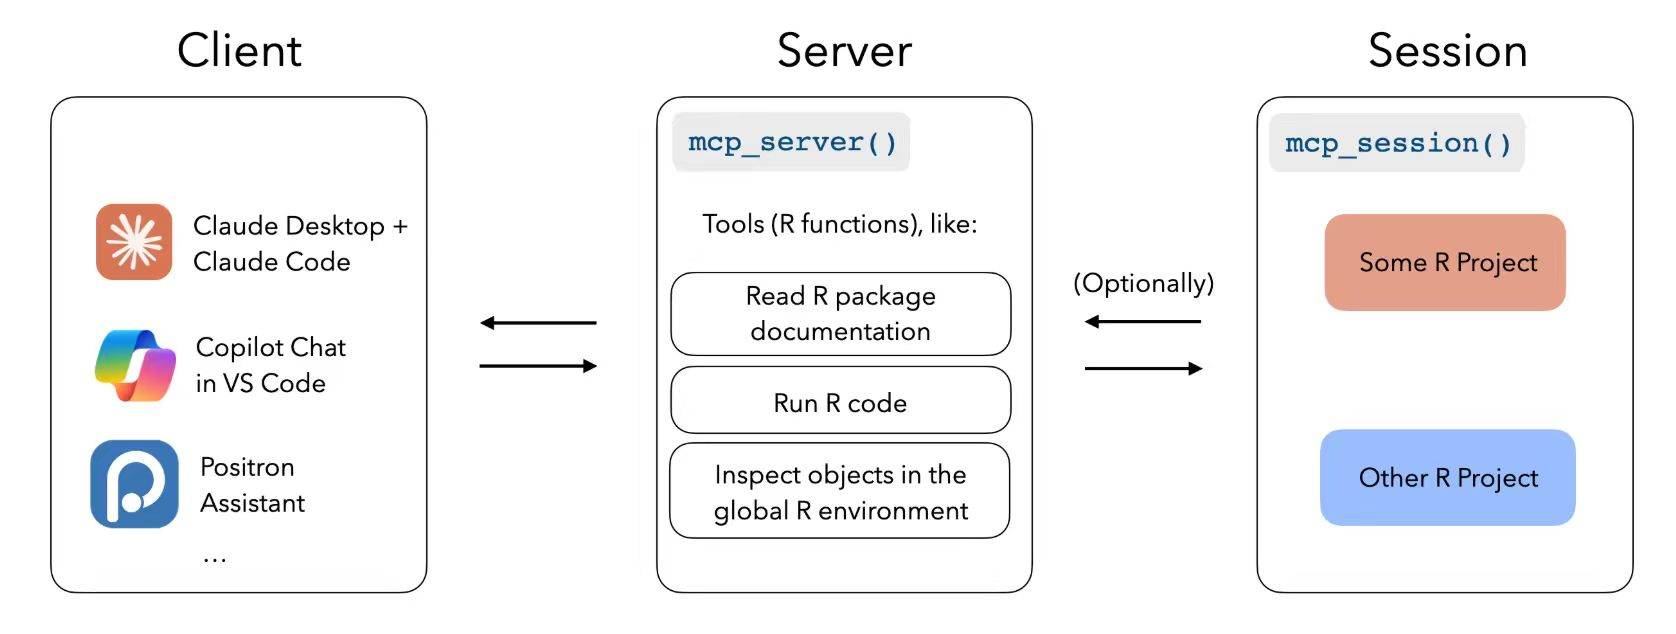 Client
Server
Session
Claude Desktop +
Claude Code
Copilot Chat
in VS Code
Positron
Assistant
...
mcp_server()
Tools (R functions), like:
Read R package
documentation
Run R code
Inspect objects in the
global R environment
(Optionally)
mcp_session()
Some R Project
Other R Project